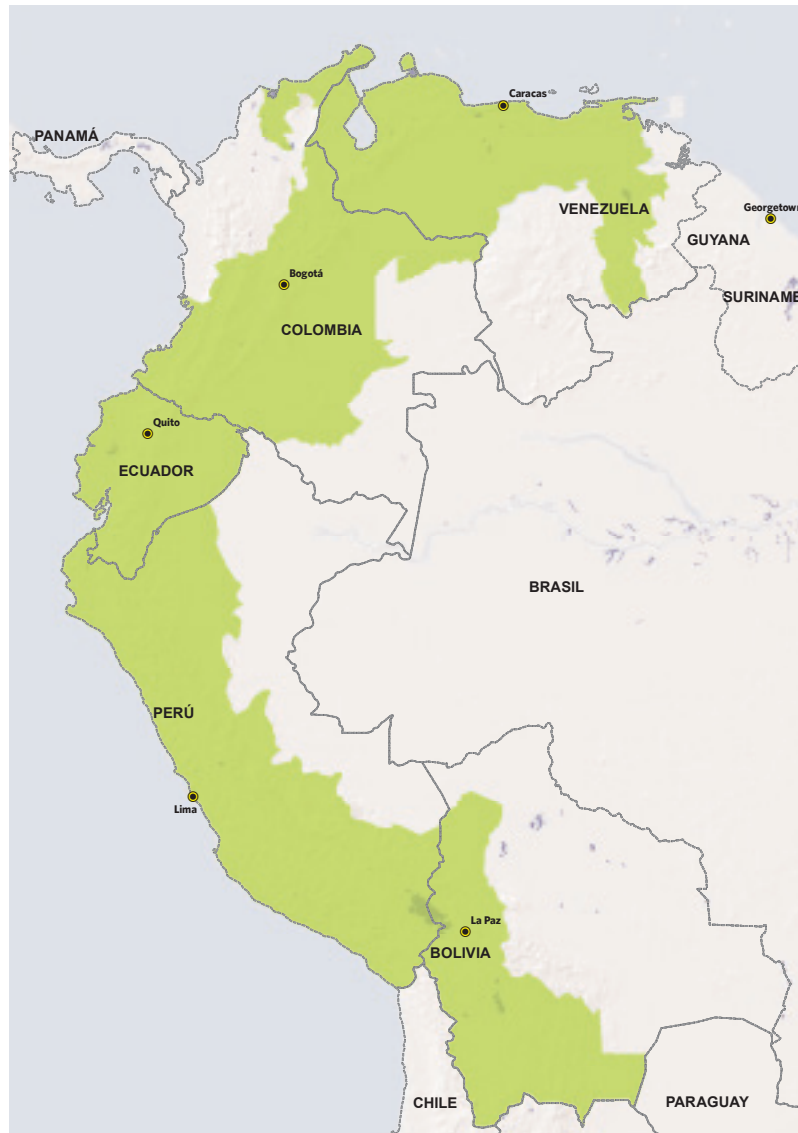 Caracas
PANAMÁ
VENEZUELA
Georgetown
GUYANA
Bogotá
SURINAME
COLOMBIA
Quito
ECUADOR
BRASIL
PERÚ
Lima
La Paz
BOLIVIA
CHILE
PARAGUAY